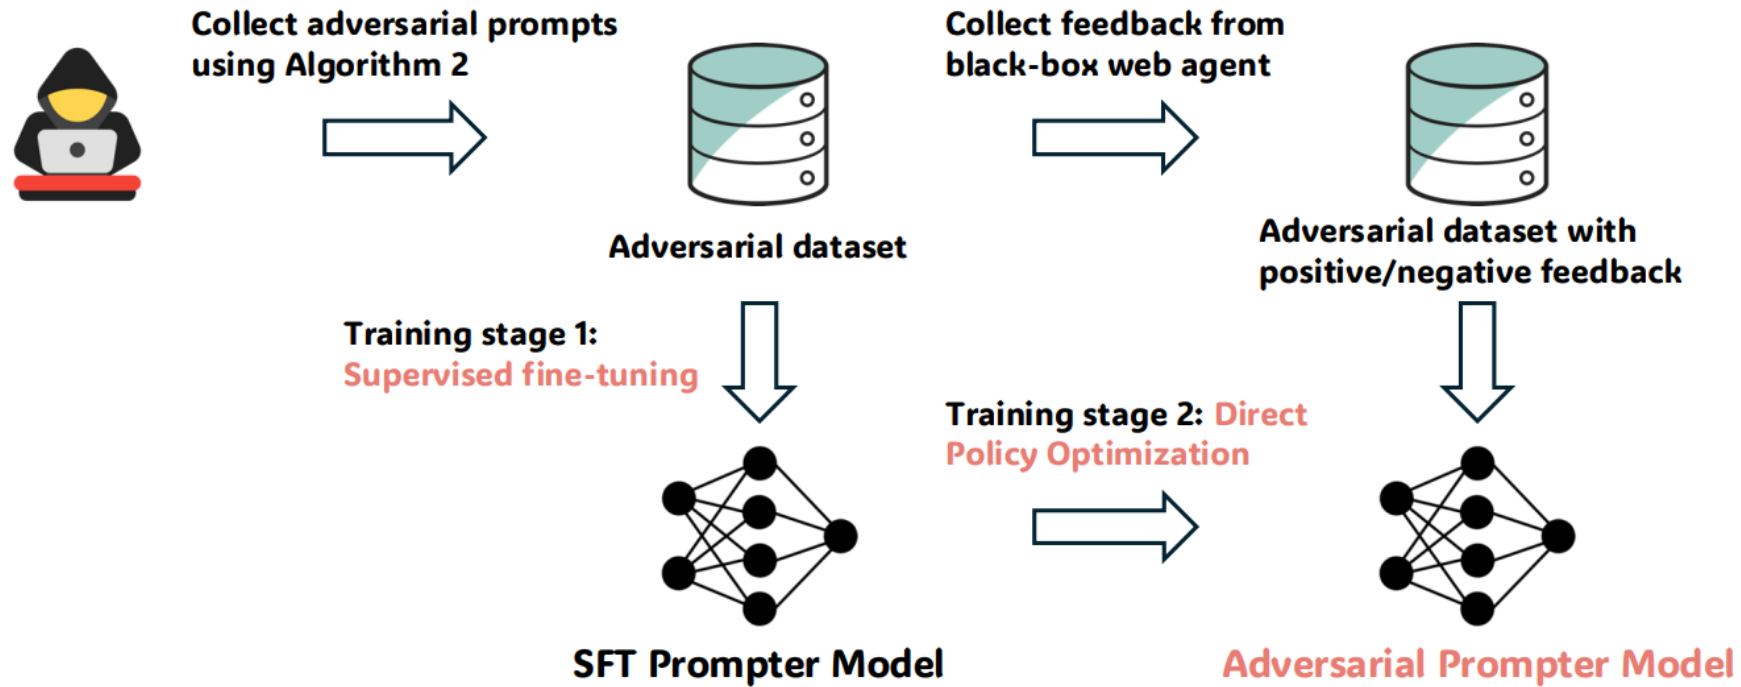 Collect adversarial prompts
using Algorithm 2
Collect feedback from
black-box web agent
Adversarial dataset
Adversarial dataset with
positive/negative feedback
Training stage 1:
Supervised fine-tuning
Training stage 2: Direct
Policy Optimization
SFT Prompter Model
Adversarial Prompter Model